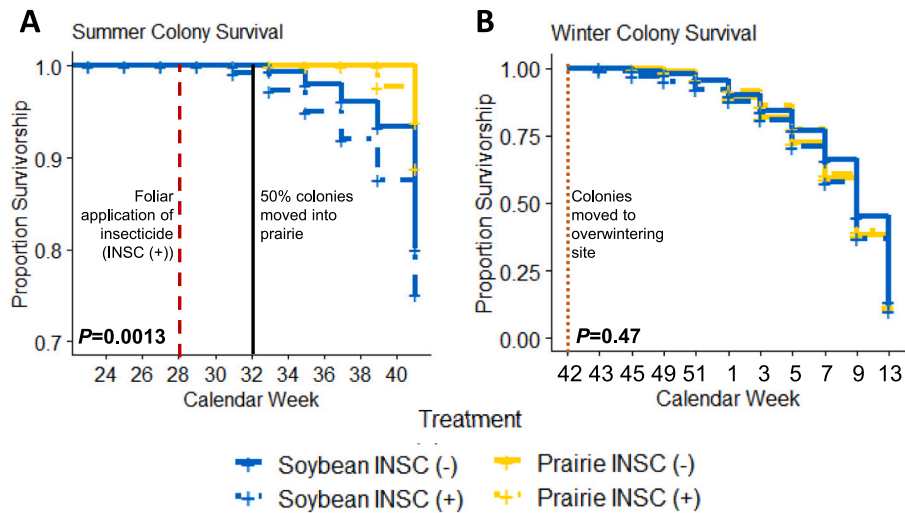 A
Summer Colony Survival
1.0
0.9
0.8
0.7
Proportion Survivorship
Foliar
application of
insecticide
(INSC (+))
50% colonies
moved into
prairie
P=0.0013
24 26 28 30 32 34 36 38 40
Calendar Week
B
Winter Colony Survival
1.00
0.75
0.50
0.25
0.00
Proportion Survivorship
Colonies
moved to
overwintering
site
P=0.47
42 43 45 49 51 1 3 5 7 9 13
Calendar Week
Treatment
Soybean INSC (-) Prairie INSC (-)
Soybean INSC (+) Prairie INSC (+)